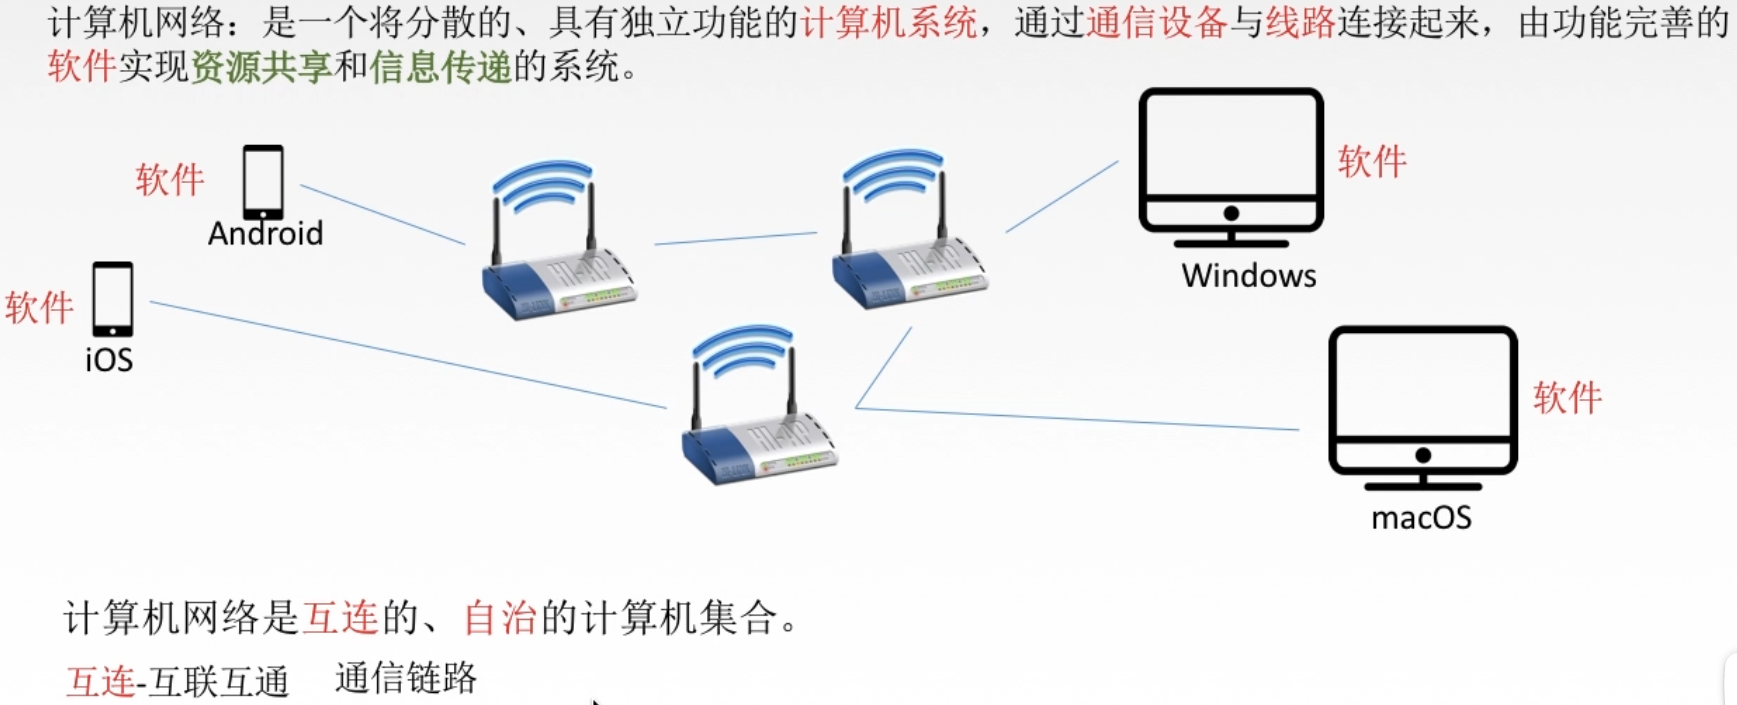 计算机网络：是一个将分散的、具有独立功能的计算机系统，通过通信设备与线路连接起来，由功能完善的
软件实现资源共享和信息传递的系统。
软件
Android
软件
Windows
软件
iOS
软件
macOS
计算机网络是互连的、自治的计算机集合。
互连-互联互通 通信链路